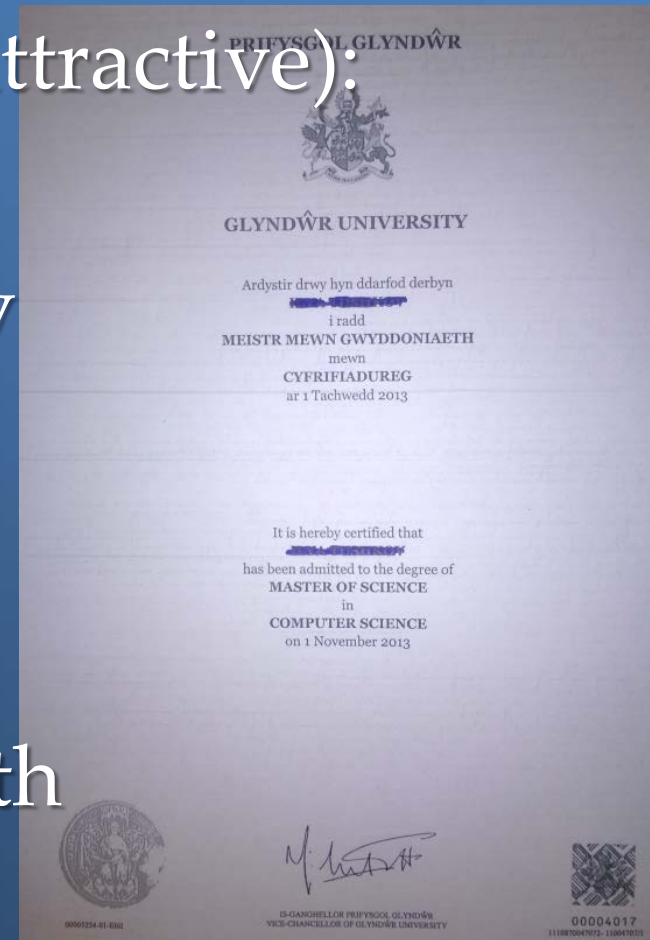 ttractive):
PRIFYSGOL GLYNDŴR
GLYNDŴR UNIVERSITY
Ardystir drwy hyn ddarfod derbyn
y
i radd
MEISTR MEWN GWYDDONIAETH
mewn
CYFRIFIADUREG
ar 1 Tachwedd 2013
It is hereby certified that
has been admitted to the degree of
MASTER OF SCIENCE
in
COMPUTER SCIENCE
on 1 November 2013
th
IS-GANGHELLOR PRIFYSGOL GLYNDŴR
VICE-CHANCELLOR OF GLYNDŴR UNIVERSITY
00004017